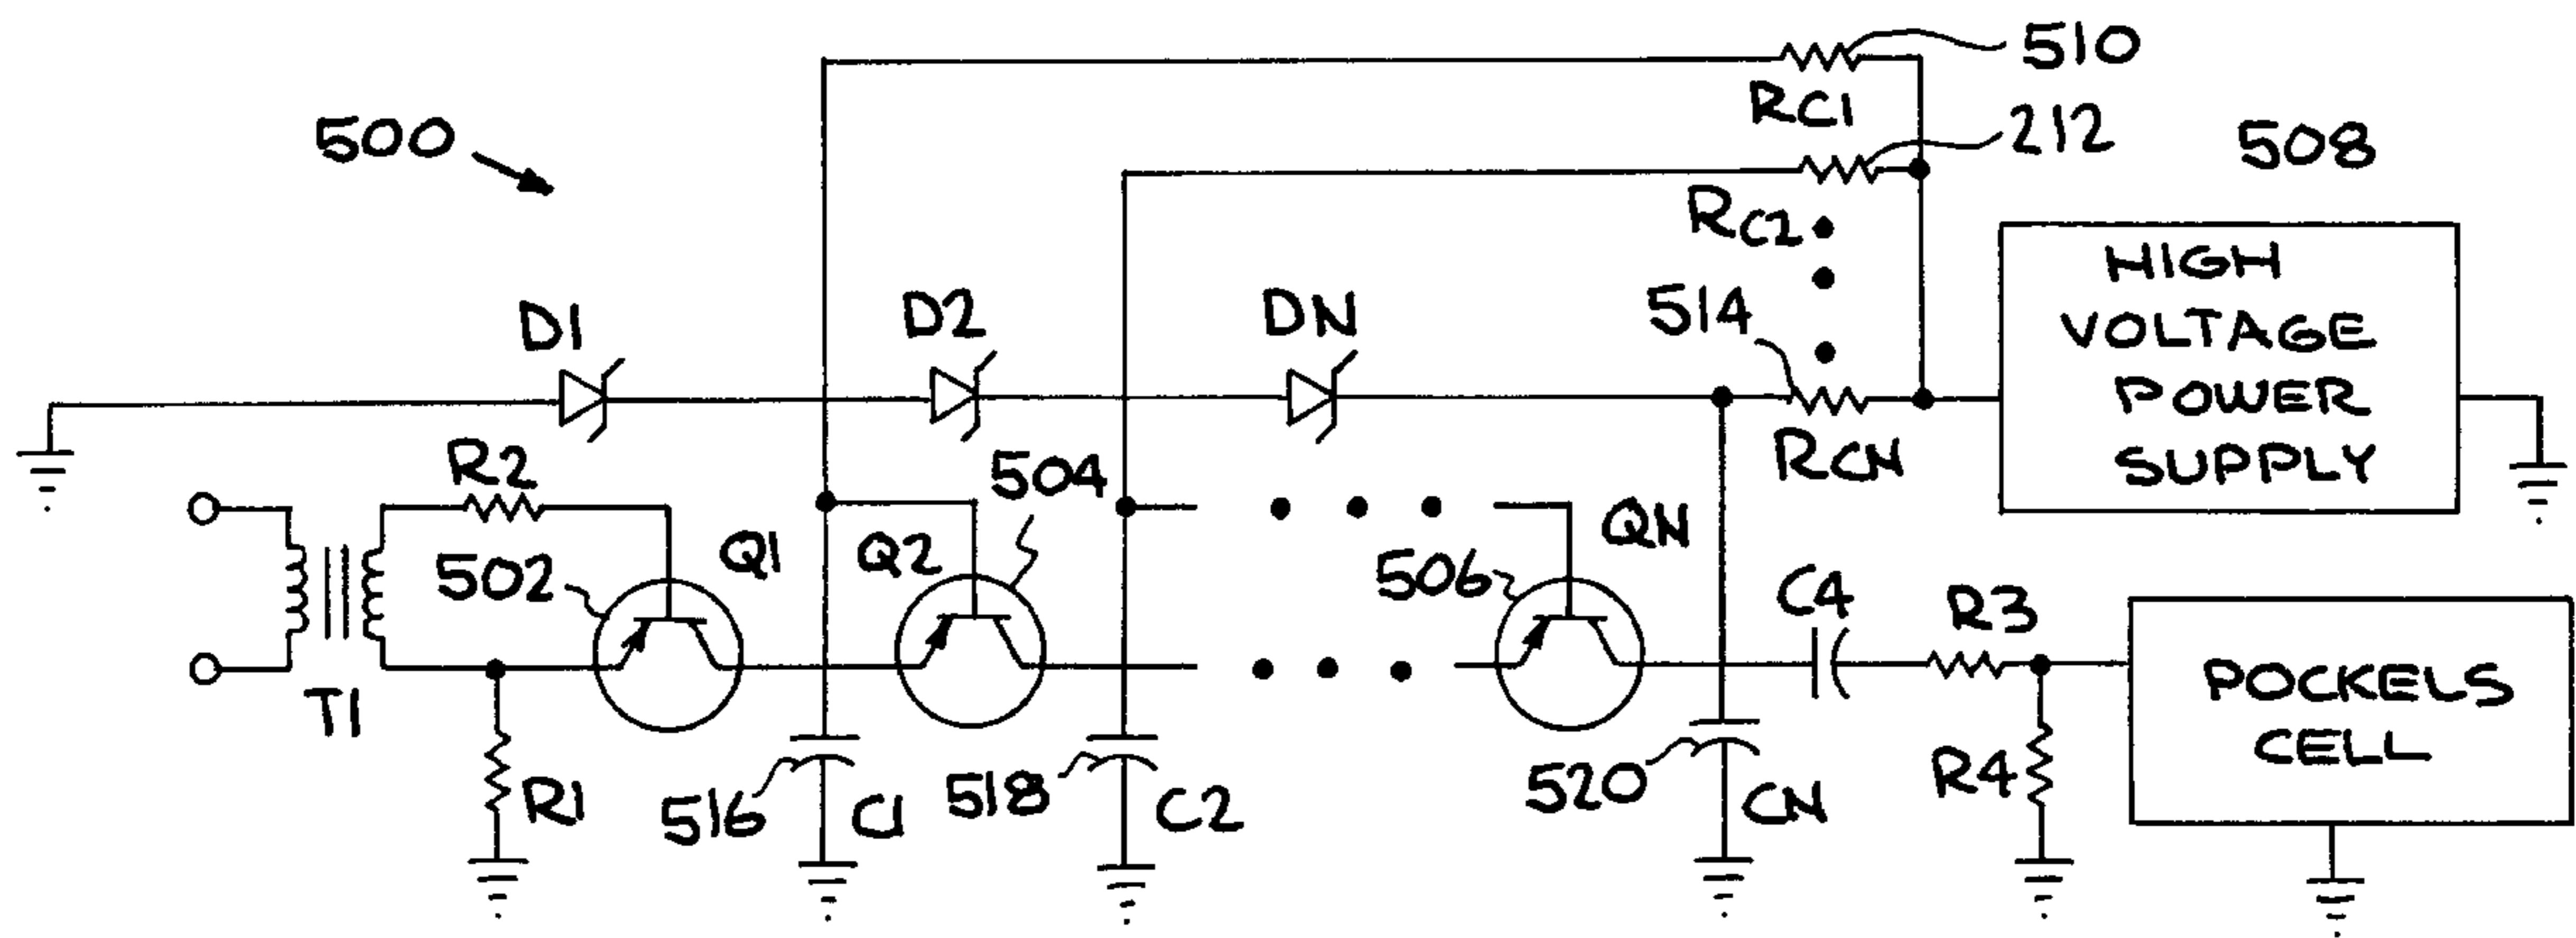 510
RC1
500
212
508
RC2
HIGH
VOLTAGE
POWER
SUPPLY
D1
D2
DN
514
RCN
R2
504
Q1
Q2
QN
502
506
C4
R3
POCKELS
CELL
T1
R1
516
C1
518
C2
520
CN
R4